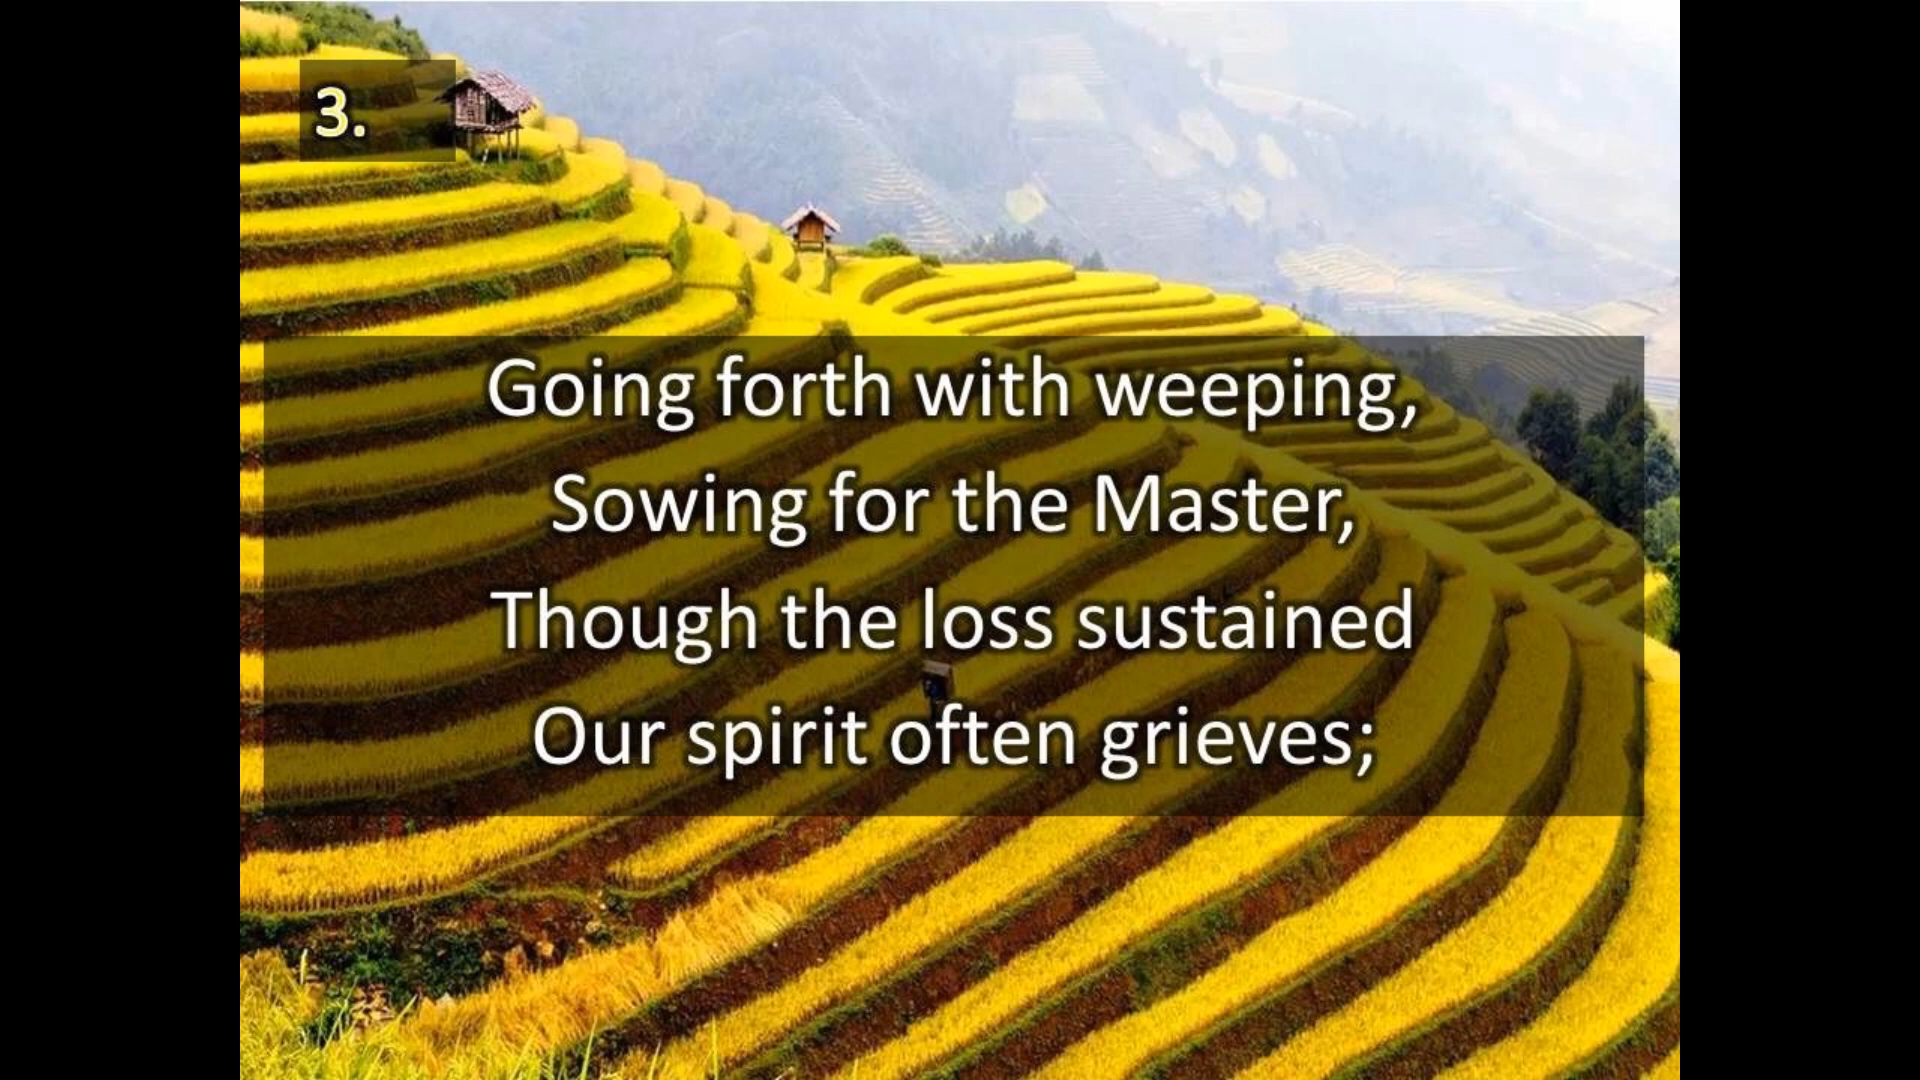 3.
Going forth with weeping,
Sowing for the Master,
Though the loss sustained
Our spirit often grieves;